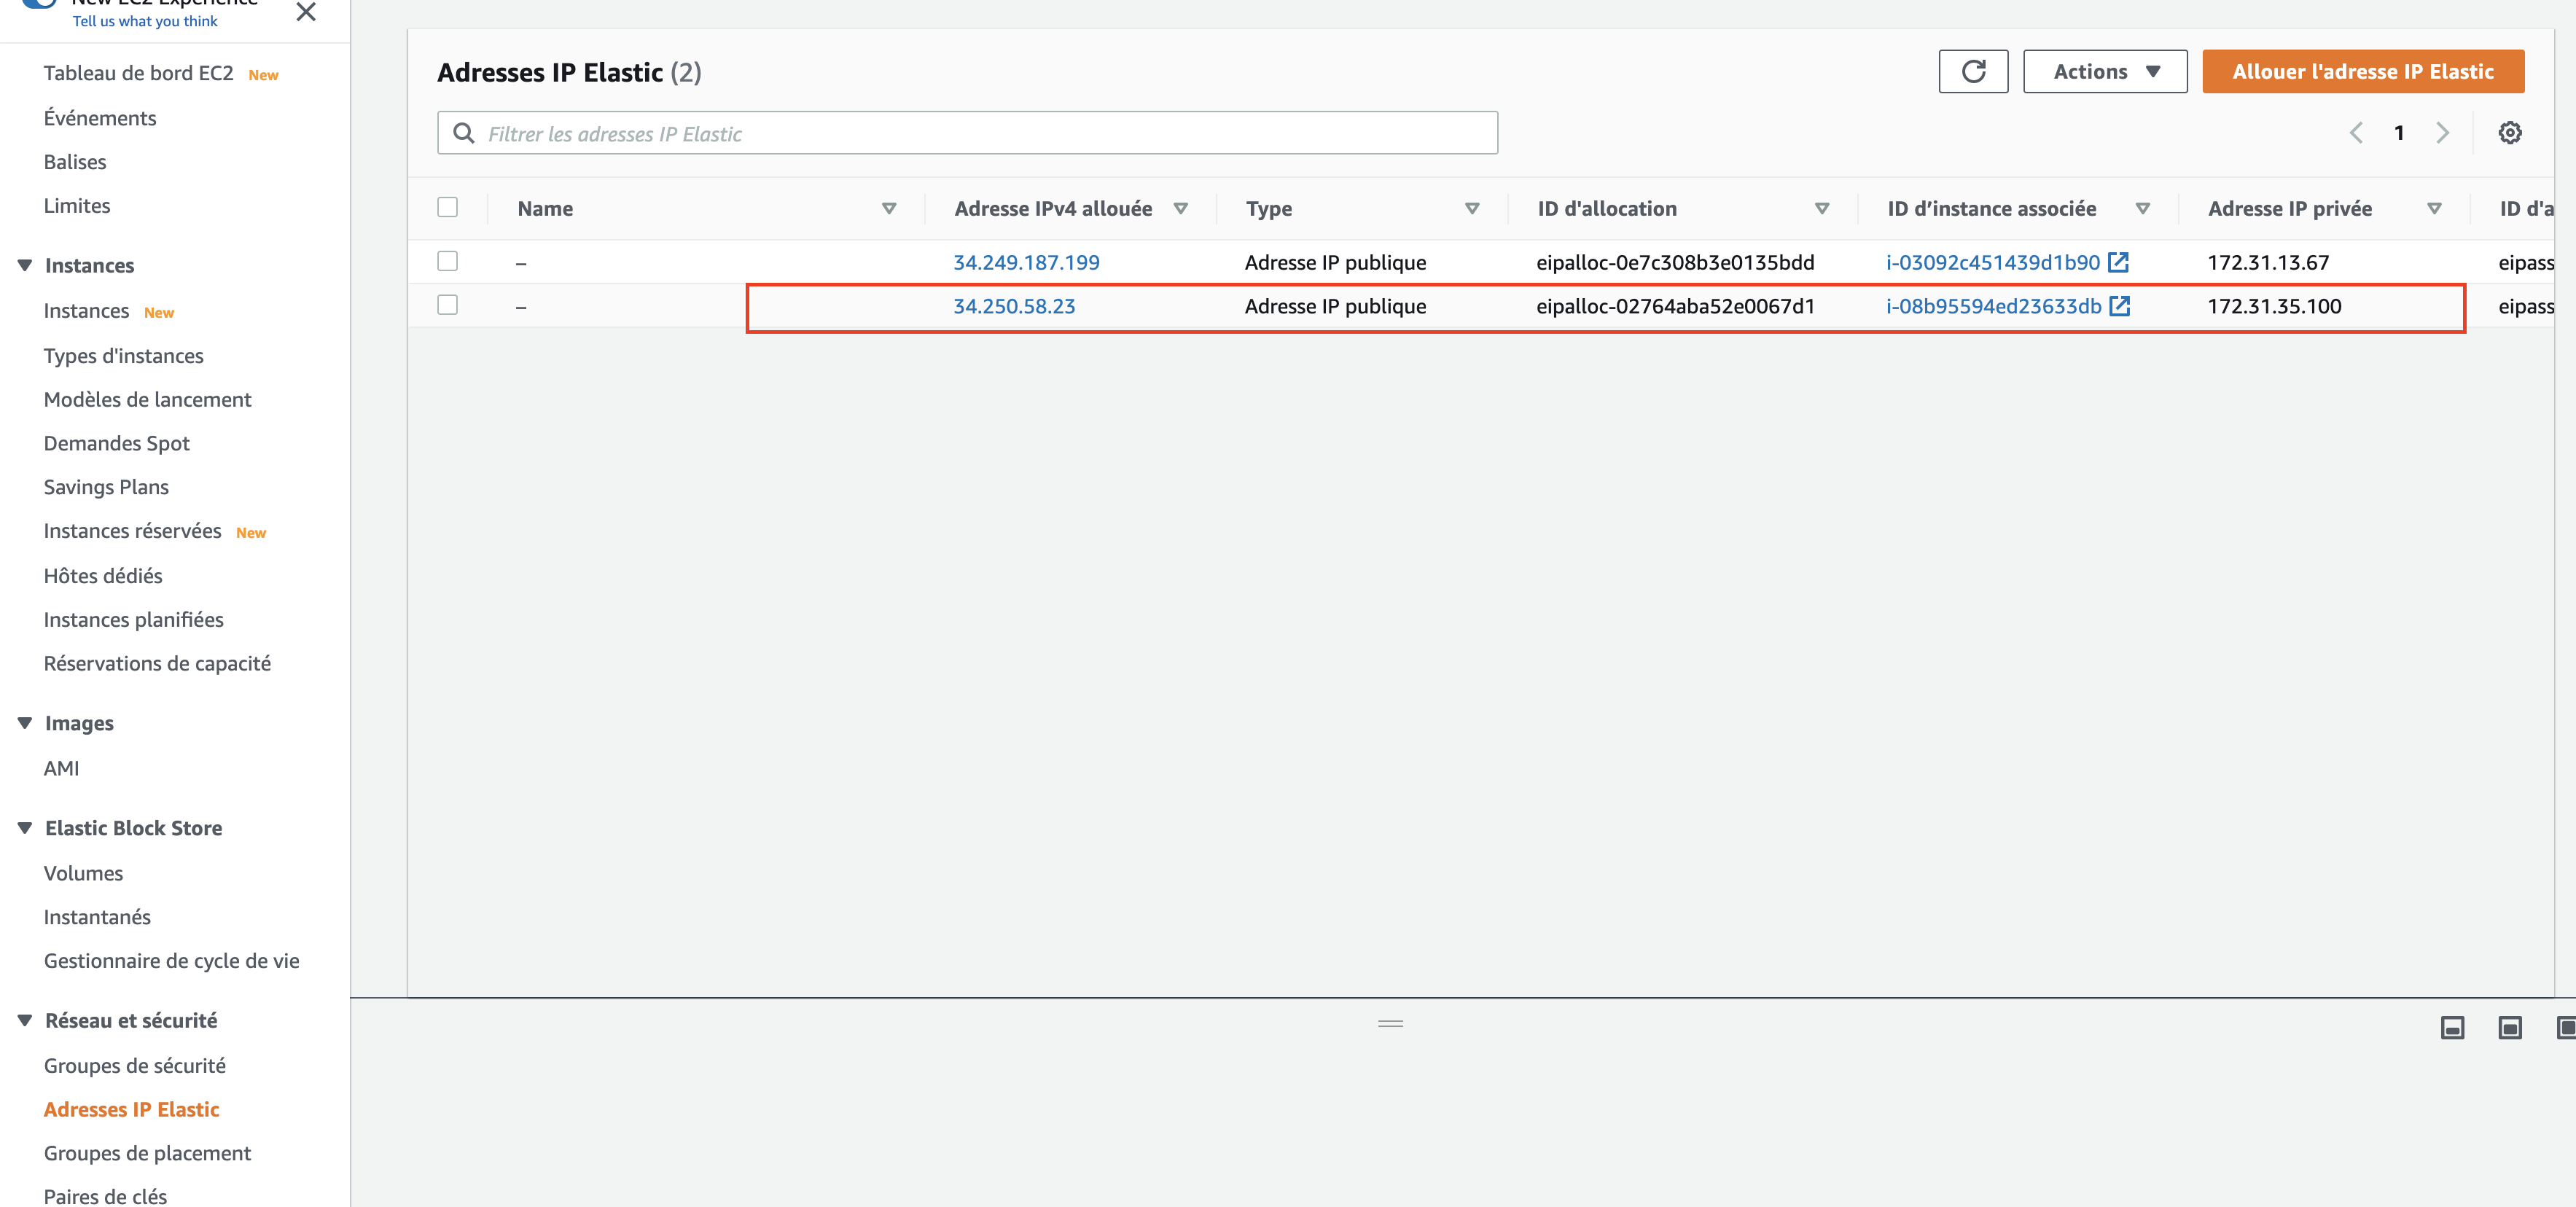 New EC2 Experience
Tell us what you think
Tableau de bord EC2 New
Événements
Balises
Limites
Instances
Instances New
Types d'instances
Modèles de lancement
Demandes Spot
Savings Plans
Instances réservées New
Hôtes dédiés
Instances planifiées
Réservations de capacité
Images
AMI
Elastic Block Store
Volumes
Instantanés
Gestionnaire de cycle de vie
Réseau et sécurité
Groupes de sécurité
Adresses IP Elastic
Groupes de placement
Paires de clés
Adresses IP Elastic (2)
Actions
Allouer l'adresse IP Elastic
Filtrer les adresses IP Elastic
1
Name Adresse IPv4 allouée Type ID d'allocation ID d’instance associée Adresse IP privée ID d'a
– 34.249.187.199 Adresse IP publique eipalloc-0e7c308b3e0135bdd i-03092c451439d1b90 172.31.13.67 eipass
– 34.250.58.23 Adresse IP publique eipalloc-02764aba52e0067d1 i-08b95594ed23633db 172.31.35.100 eipass